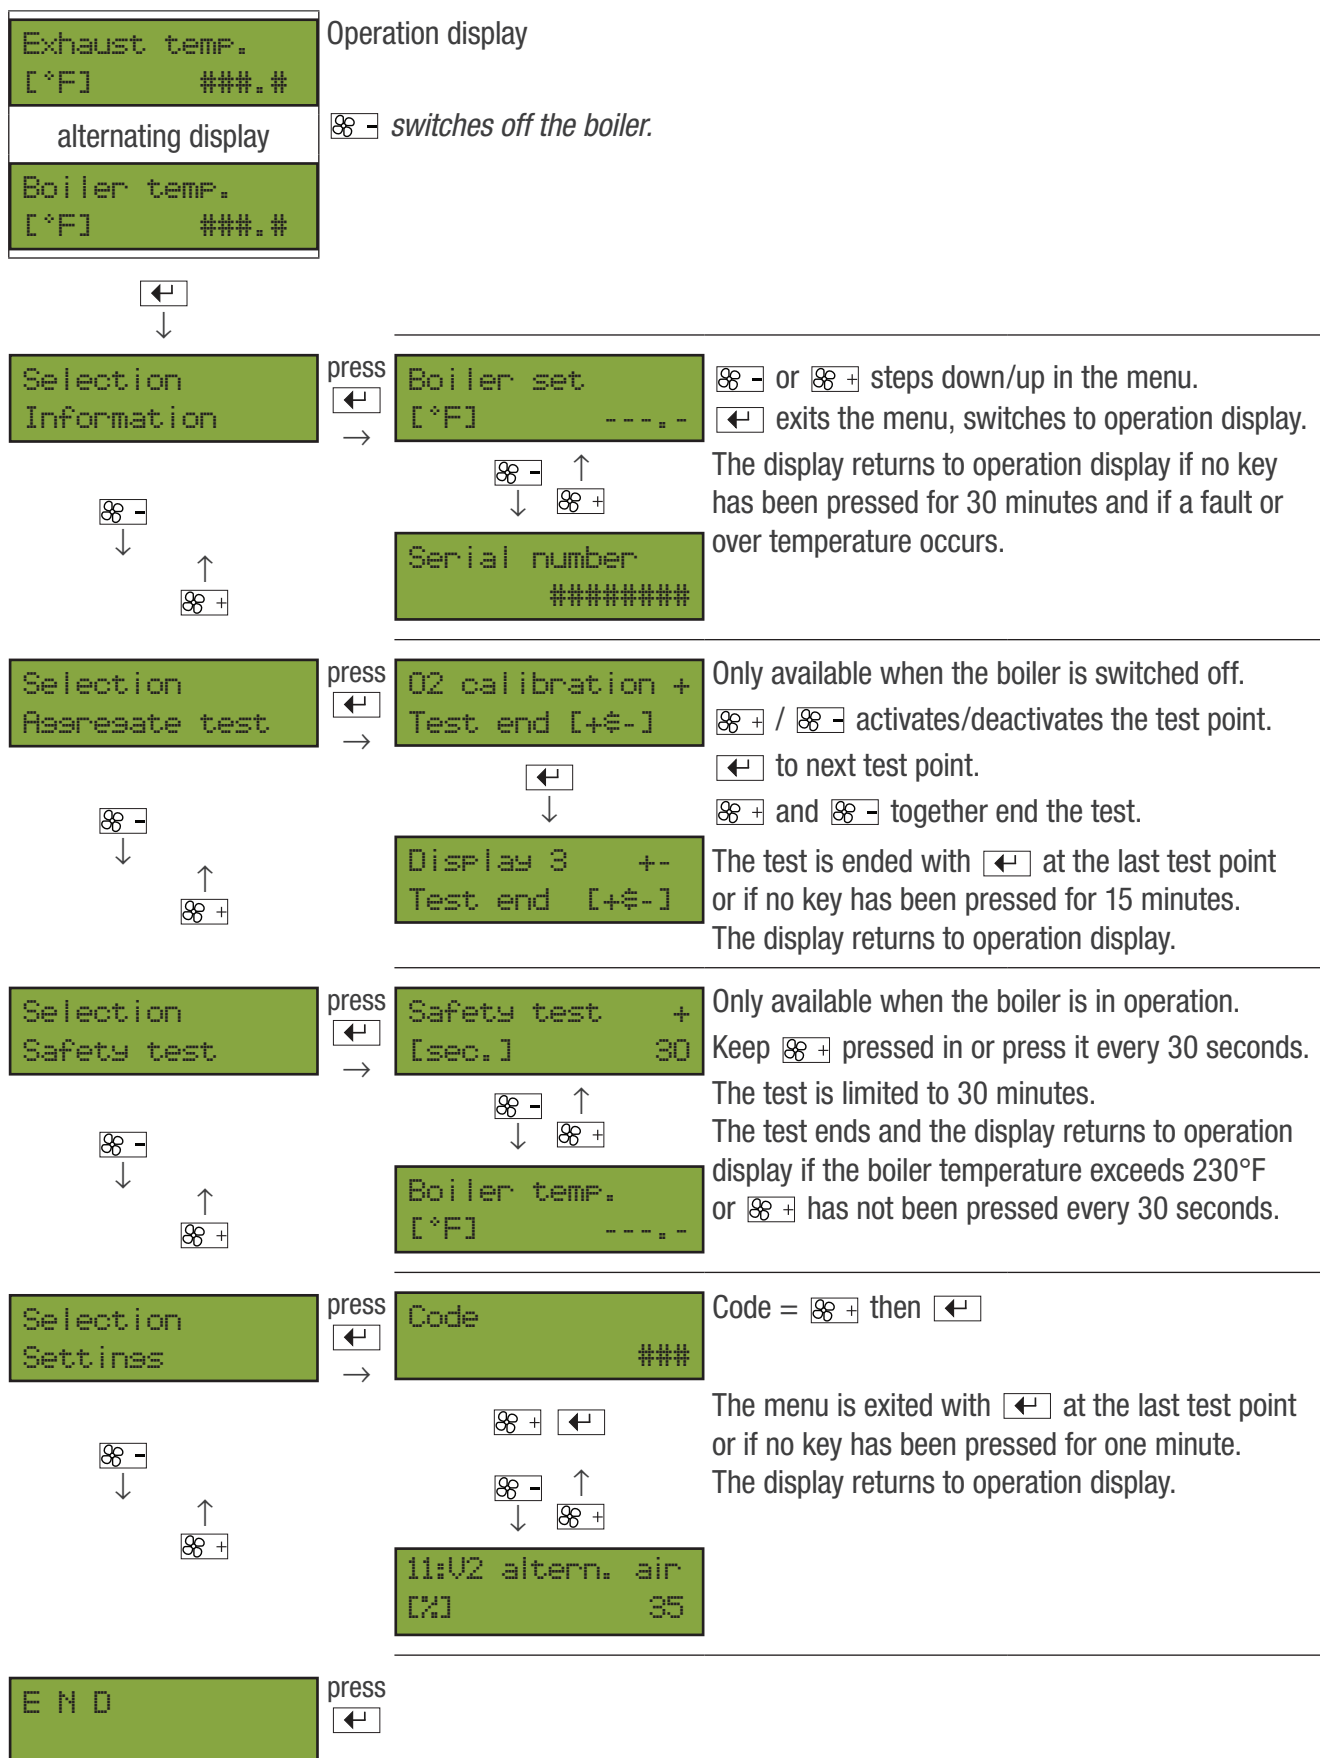 Exhaust temp.
[°F] ###.#
Operation display
alternating display
- switches off the boiler.
Boiler temp.
[°F] ###.#
Selection
Information
press
Boiler set
[°F] ---.-
- or + steps down/up in the menu.
exits the menu, switches to operation display.
The display returns to operation display if no key
has been pressed for 30 minutes and if a fault or
over temperature occurs.
-
+
-
+
Serial number
########
Selection
Aggregate test
press
O2 calibration +
Test end [+$-]
Only available when the boiler is switched off.
+ / - activates/deactivates the test point.
to next test point.
+ and - together end the test.
The test is ended with at the last test point
or if no key has been pressed for 15 minutes.
The display returns to operation display.
-
+
Display 3 +-
Test end [+$-]
Selection
Safety test
press
Safety test +
[sec.] 30
Only available when the boiler is in operation.
Keep + pressed in or press it every 30 seconds.
The test is limited to 30 minutes.
The test ends and the display returns to operation
display if the boiler temperature exceeds 230°F
or + has not been pressed every 30 seconds.
-
+
-
+
Boiler temp.
[°F] ---.-
Selection
Settings
press
Code
###
Code = + then
The menu is exited with at the last test point
or if no key has been pressed for one minute.
The display returns to operation display.
+
-
+
-
+
11:V2 altern. air
[%] 35
E N D
press